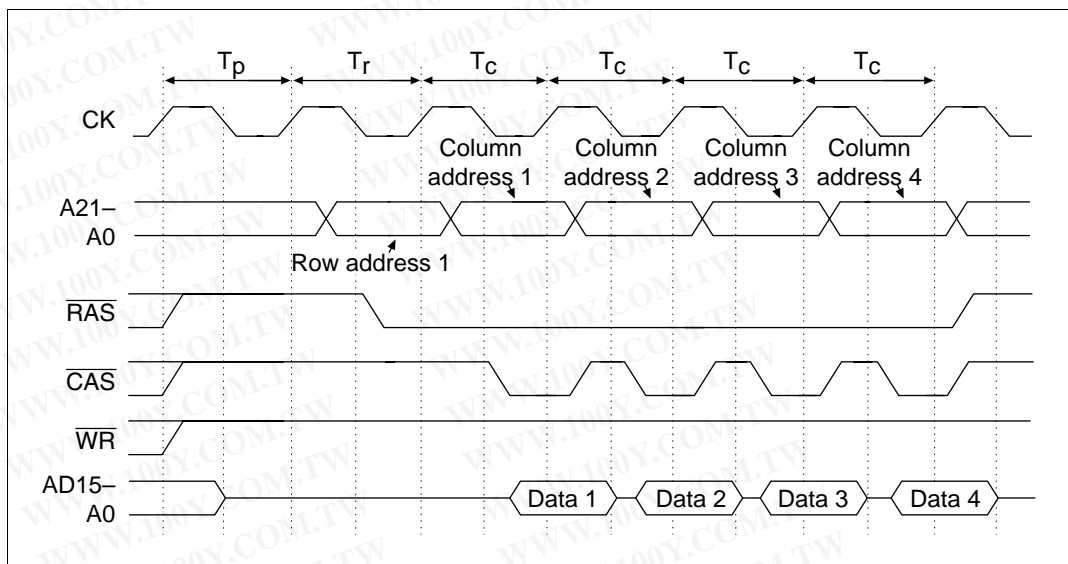 Tp Tr Tc Tc Tc Tc
CK
Column address 1
Column address 2
Column address 3
Column address 4
A21–
A0
Row address 1
RAS
CAS
WR
AD15–
A0
Data 1 Data 2 Data 3 Data 4
WWW.100Y.COM.TW